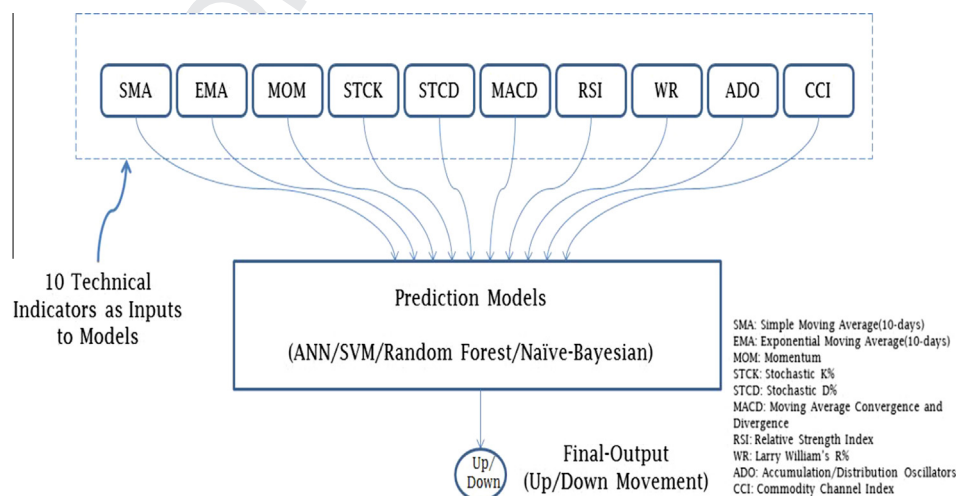 SMA EMA MOM STCK STCD MACD RSI WR ADO CCI
10 Technical
Indicators as Inputs
to Models
Prediction Models
(ANN/SVM/Random Forest/Naïve-Bayesian)
Up/
Down
Final-Output
(Up/Down Movement)
SMA: Simple Moving Average(10-days)
EMA: Exponential Moving Average(10-days)
MOM: Momentum
STCK: Stochastic K%
STCD: Stochastic D%
MACD: Moving Average Convergence and
Divergence
RSI: Relative Strength Index
WR: Larry William's R%
ADO: Accumulation/Distribution Oscillators
CCI: Commodity Channel Index